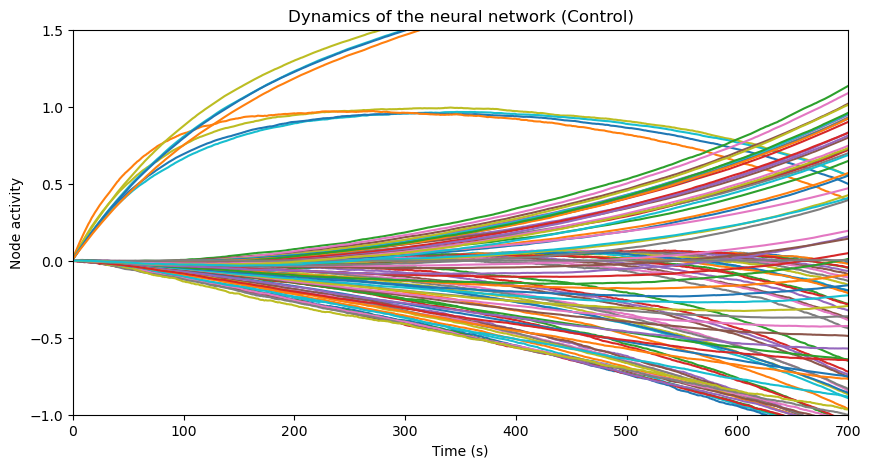 Dynamics of the neural network (Control)
1.5
1.0
0.5
0.0
−0.5
−1.0
Node activity
0 100 200 300 400 500 600 700
Time (s)